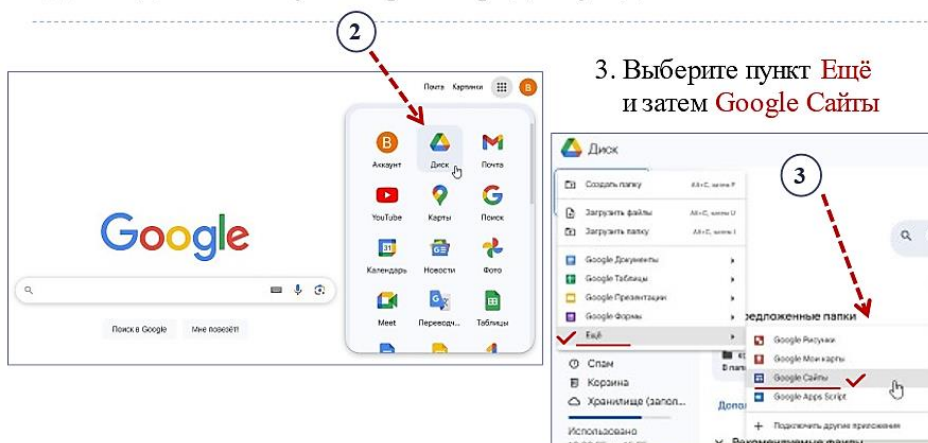 2
3. Выберите пункт Ещё
и затем Google Сайты
Почта Картинки
B
B
Аккаунт Диск Почта
YouTube Карты Поиск
31
Календарь Новости Фото
Meet Переводч... Таблицы
Google
Поиск в Google Мне повезёт!
Диск
3
Создать папку
Загрузить файлы
Загрузить папку
Google Документы
Google Таблицы
Google Презентации
Google Формы
Ещё
едложенные папки
Google Рисунки
Google Мои карты
Google Сайты
Google Apps Script
Подключить другие приложения
Спам
Корзина
Хранилище (запол...
Использовано